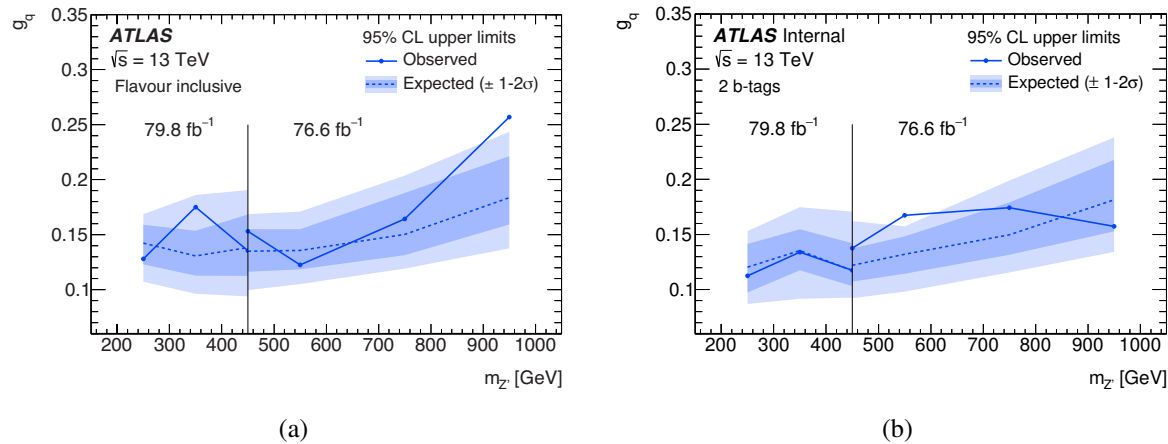 g_q
0.35
0.3
0.25
0.2
0.15
0.1
ATLAS
√s = 13 TeV
Flavour inclusive
95% CL upper limits
Observed
Expected (± 1-2σ)
79.8 fb⁻¹
76.6 fb⁻¹
200 300 400 500 600 700 800 900 1000
m_Z' [GeV]
(a)
g_q
0.35
0.3
0.25
0.2
0.15
0.1
ATLAS Internal
√s = 13 TeV
2 b-tags
95% CL upper limits
Observed
Expected (± 1-2σ)
79.8 fb⁻¹
76.6 fb⁻¹
200 300 400 500 600 700 800 900 1000
m_Z' [GeV]
(b)